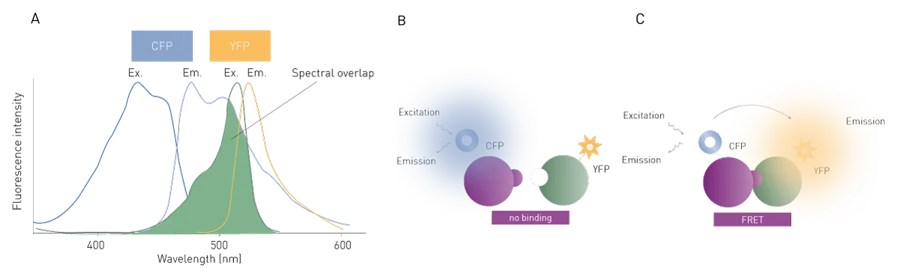 A
CFP
YFP
Ex.
Em.
Ex.
Em.
Spectral overlap
Fluorescence intensity
400
500
600
Wavelength (nm)
B
Excitation
CFP
Emission
YFP
no binding
C
Excitation
Emission
CFP
Emission
YFP
FRET